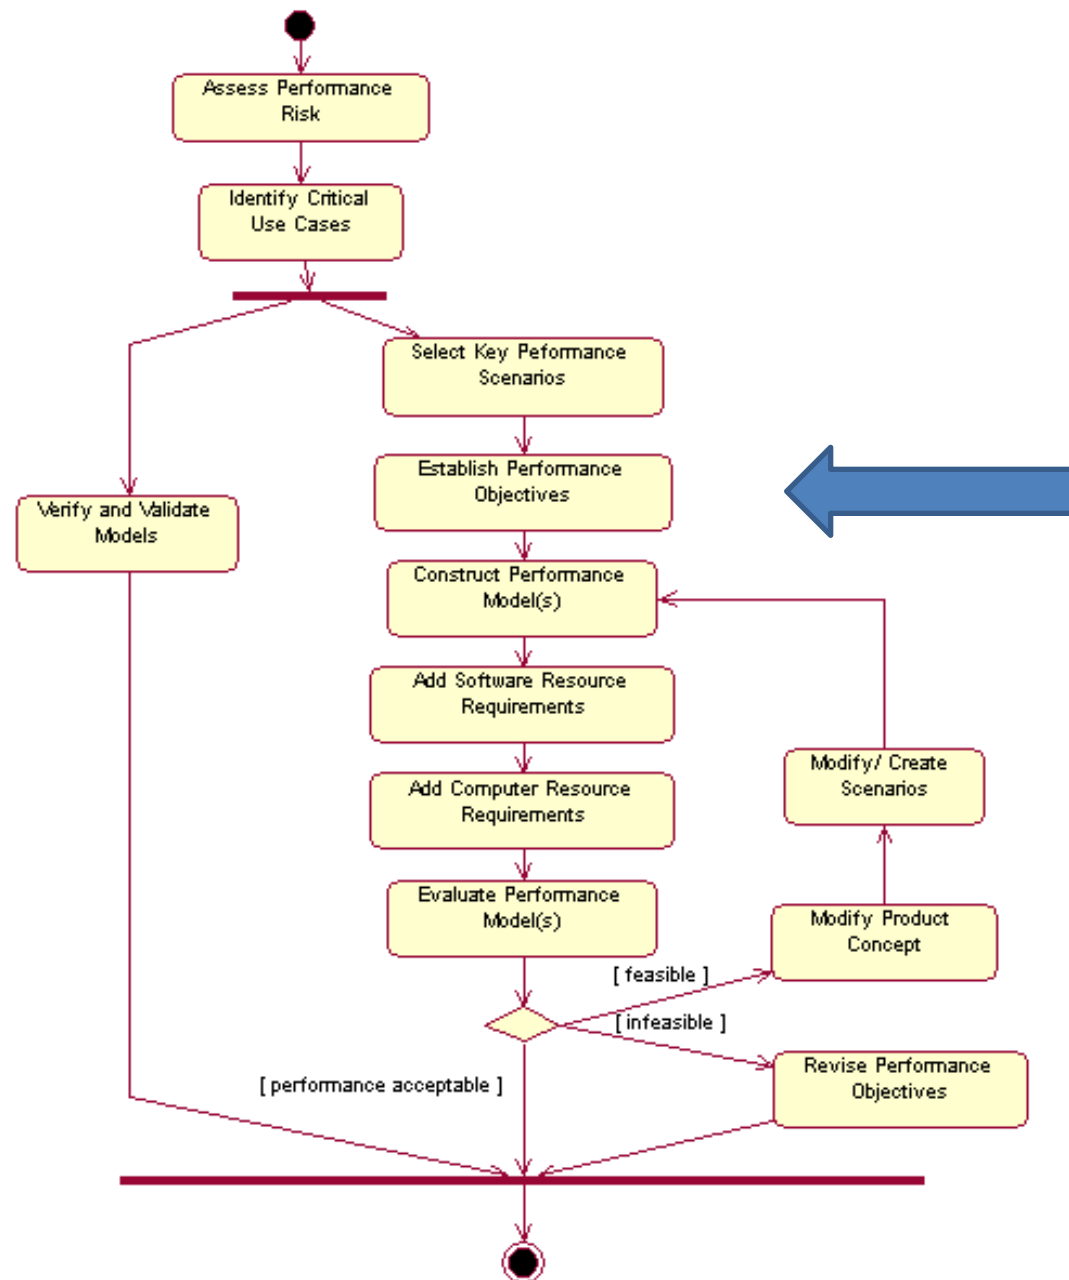 Assess Performance
Risk
Identify Critical
Use Cases
Select Key Peformance
Scenarios
Establish Performance
Objectives
Verify and Validate
Models
Construct Performance
Model(s)
Add Software Resource
Requirements
Add Computer Resource
Requirements
Modify/ Create
Scenarios
Evaluate Performance
Model(s)
Modify Product
Concept
[ feasible ]
[ infeasible ]
Revise Performance
Objectives
[ performance acceptable ]